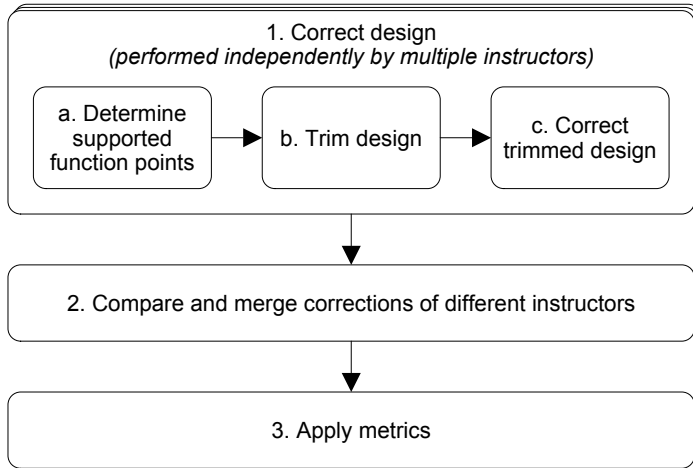 1. Correct design
(performed independently by multiple instructors)
a. Determine
supported
function points
b. Trim design
c. Correct
trimmed design
2. Compare and merge corrections of different instructors
3. Apply metrics